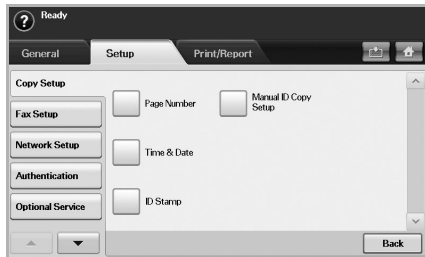 ? Ready
General Setup Print/Report
Copy Setup
Fax Setup
Network Setup
Authentication
Optional Service
Page Number
Manual ID Copy
Setup
Time & Date
ID Stamp
Back